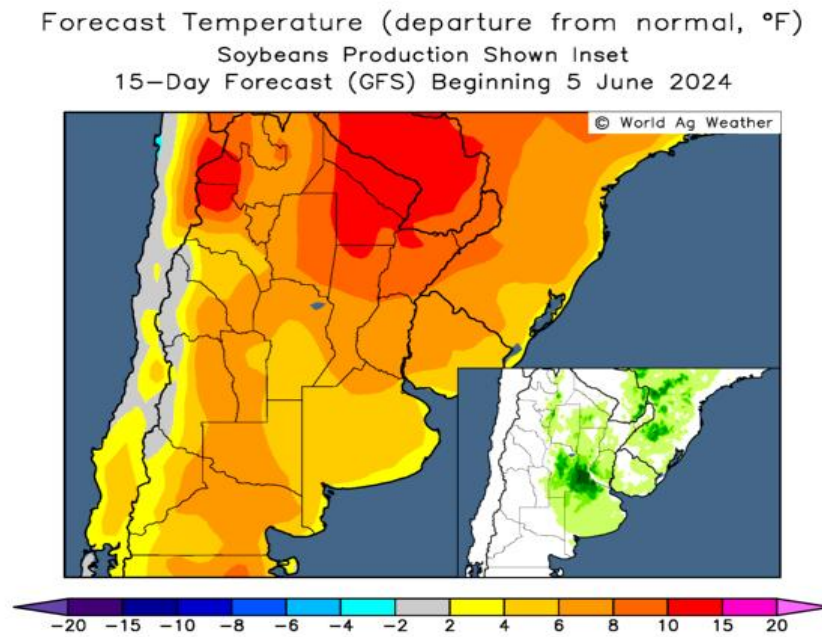 Forecast Temperature (departure from normal, °F)
Soybeans Production Shown Inset
15-Day Forecast (GFS) Beginning 5 June 2024
© World Ag Weather
-20 -15 -10 -8 -6 -4 -2 2 4 6 8 10 15 20